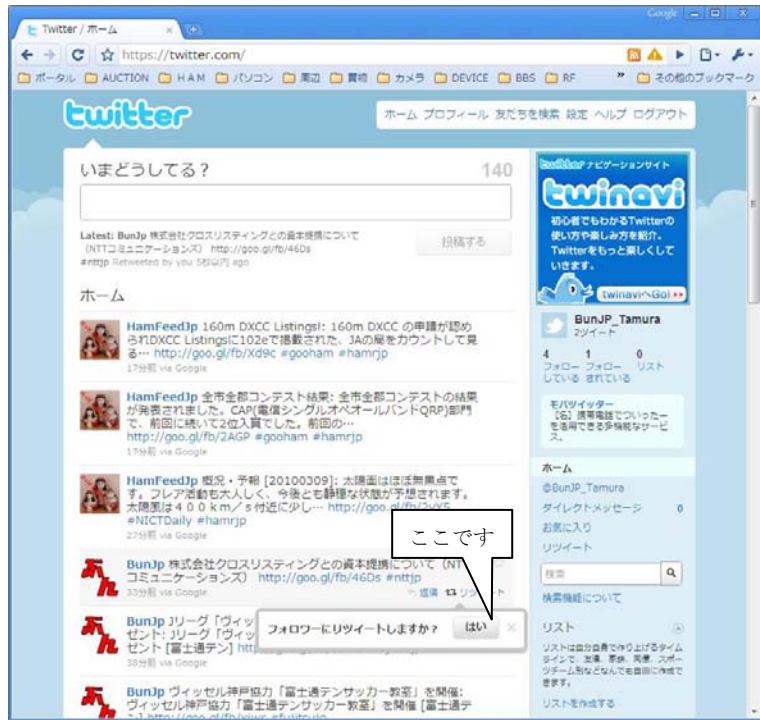 Google
Twitter / ホーム
https://twitter.com/
ポータル AUCTION HAM パソコン 周辺 買物 カメラ DEVICE BBS RF » その他のブックマーク
twitter
ホーム プロフィール 友だちを検索 設定 ヘルプ ログアウト
いまどうしてる？ 140
Latest: BunJp 株式会社クロスリスティングとの資本提携について
（NTTコミュニケーションズ） http://goo.gl/fb/46Ds
#nttjp Retweeted by you 5秒以内 ago
投稿する
ホーム
HamFeedJp 160m DXCC Listings!: 160m DXCC の申請が認め
られDXCC Listingsに102eで掲載された、JAの局をカウントして見
る… http://goo.gl/fb/Xd9c #gooham #hamrjp
17分前 via Google
HamFeedJp 全市全郡コンテスト結果: 全市全郡コンテストの結果
が発表されました。CAP(電信シングルオペオールバンドQRP)部門
で、前回に続いて2位入賞でした。前回の…
http://goo.gl/fb/2AGP #gooham #hamrjp
17分前 via Google
HamFeedJp 概況・予報 [20100309]: 太陽面はほぼ無黒点で
す。フレア活動も大人しく、今後とも静穏な状態が予想されます。
太陽風は４００ｋｍ／ｓ付近に少し… http://goo.gl/fb/2vY5
#NICTDaily #hamrjp
27分前 via Google
ここです
BunJp 株式会社クロスリスティングとの資本提携について（NT
コミュニケーションズ） http://goo.gl/fb/46Ds #nttjp
33分前 via Google 返信 リツイート
フォロワーにリツイートしますか？ はい ×
BunJp Jリーグ「ヴィッ
ゼント: Jリーグ「ヴィッ
ゼント [富士通テン] http
38分前 via Google
BunJp ヴィッセル神戸協力「富士通テンサッカー教室」を開催:
ヴィッセル神戸協力「富士通テンサッカー教室」を開催 [富士通テ
twitter ナビゲーションサイト
twinavi
初心者でもわかるTwitterの
使い方や楽しみ方を紹介。
Twitterをもっと楽しくして
いきます。
twinaviへGo!
BunJP_Tamura
2ツイート
4 1 0
フォロー フォロー リスト
している されている
モバツイッター
【名】携帯電話でついったー
を活用できる多機能なサービ
ス。
ホーム
@BunJP_Tamura
ダイレクトメッセージ 0
お気に入り
リツイート
検索
検索機能について
リスト
リストは自分自身で作り上げるタイム
ラインで、友達、家族、同僚、スポー
ツチーム別などなんでも自由に作成で
きます。
リストを作成する